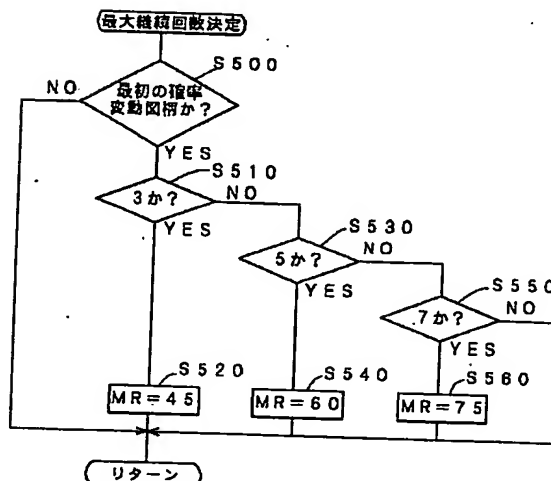 最大継続回数決定
S500
NO
最初の確率
変動図柄か?
YES
S510
3か?
NO
YES
S530
5か?
NO
YES
S550
7か?
NO
YES
S520
MR=45
S540
MR=60
S560
MR=75
リターン